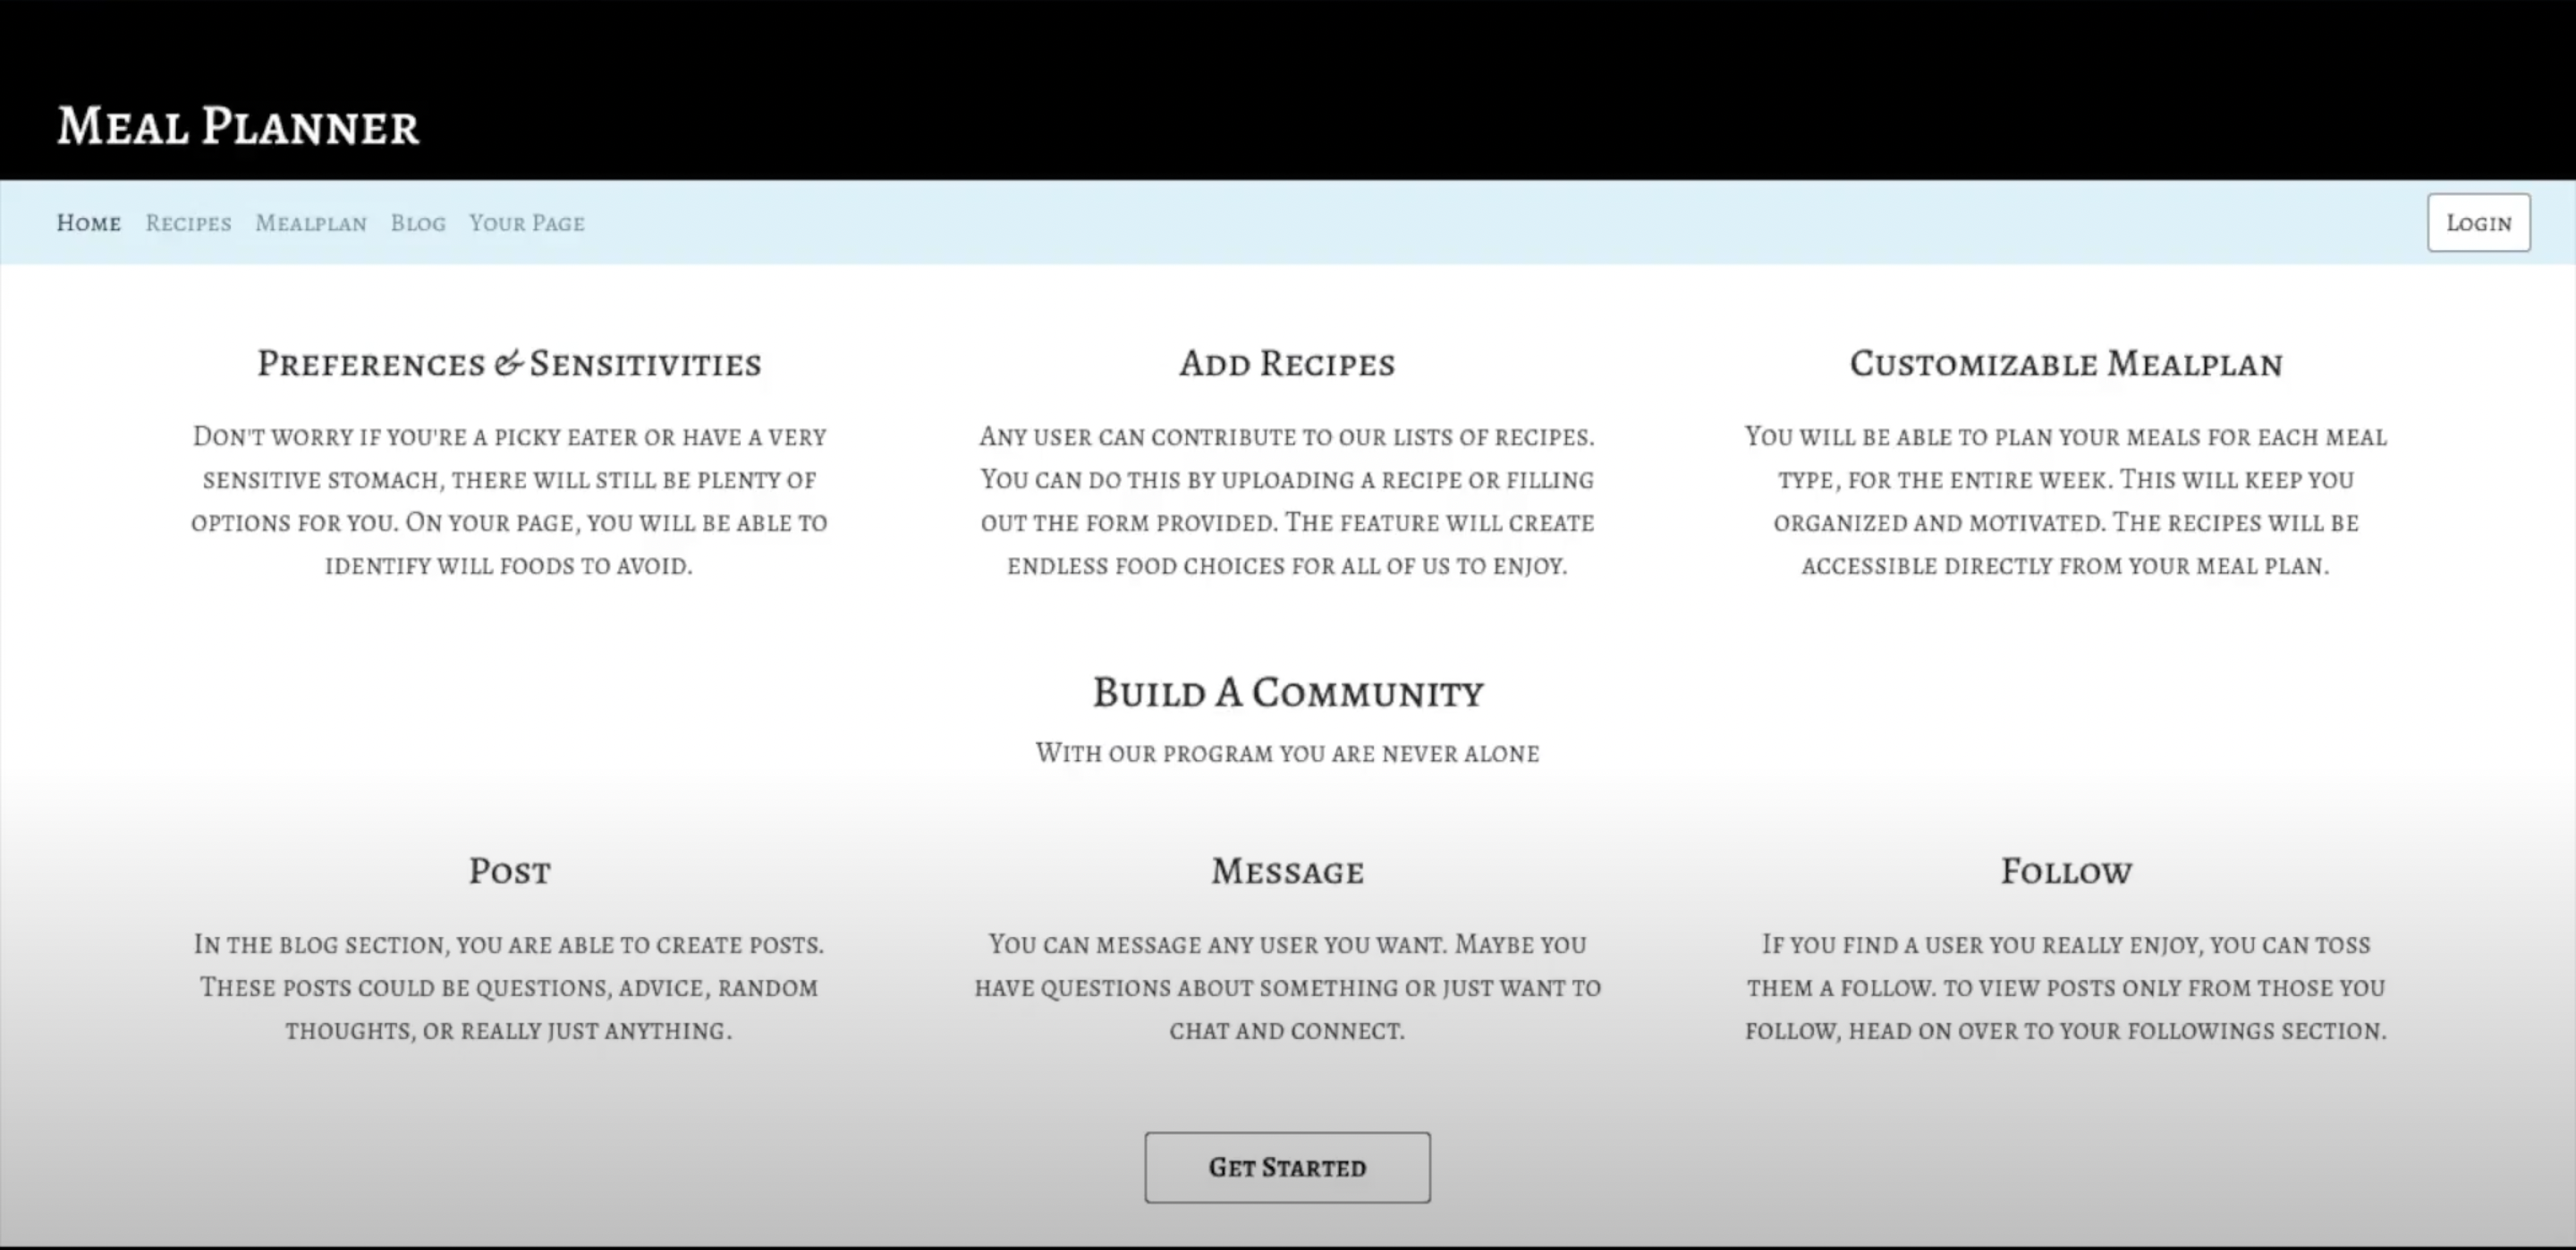 Meal Planner
Home Recipes Mealplan Blog Your Page Login
Preferences & Sensitivities
Don't worry if you're a picky eater or have a very
sensitive stomach, there will still be plenty of
options for you. On your page, you will be able to
identify will foods to avoid.
Add Recipes
Any user can contribute to our lists of recipes.
You can do this by uploading a recipe or filling
out the form provided. The feature will create
endless food choices for all of us to enjoy.
Customizable Mealplan
You will be able to plan your meals for each meal
type, for the entire week. This will keep you
organized and motivated. The recipes will be
accessible directly from your meal plan.
Build A Community
With our program you are never alone
Post
In the blog section, you are able to create posts.
These posts could be questions, advice, random
thoughts, or really just anything.
Message
You can message any user you want. Maybe you
have questions about something or just want to
chat and connect.
Follow
If you find a user you really enjoy, you can toss
them a follow. to view posts only from those you
follow, head on over to your followings section.
Get Started